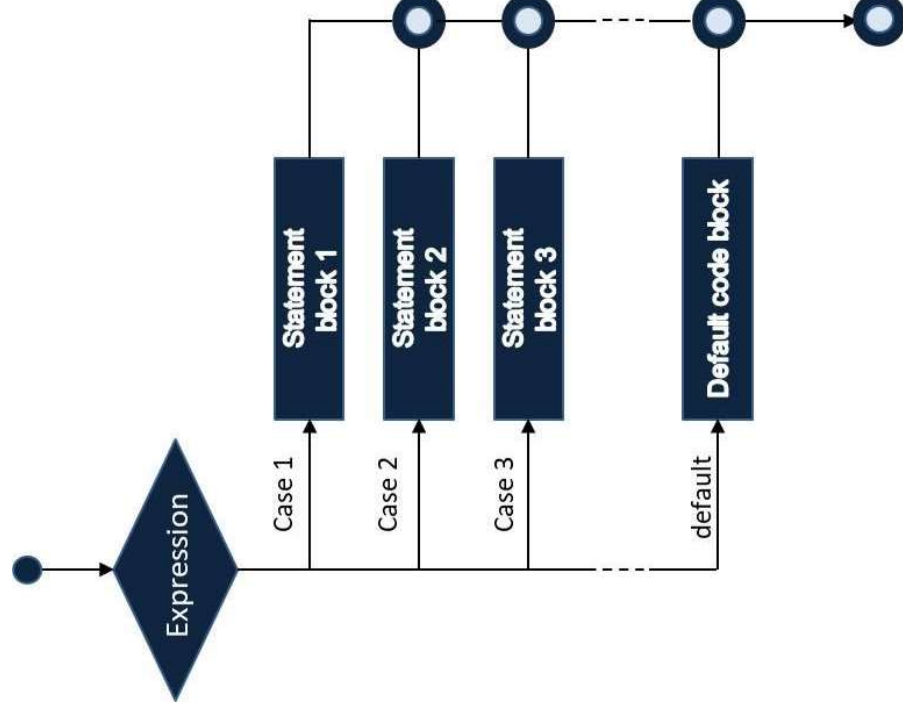 Expression
Case 1
Statement
block 1
Case 2
Statement
block 2
Case 3
Statement
block 3
default
Default code block